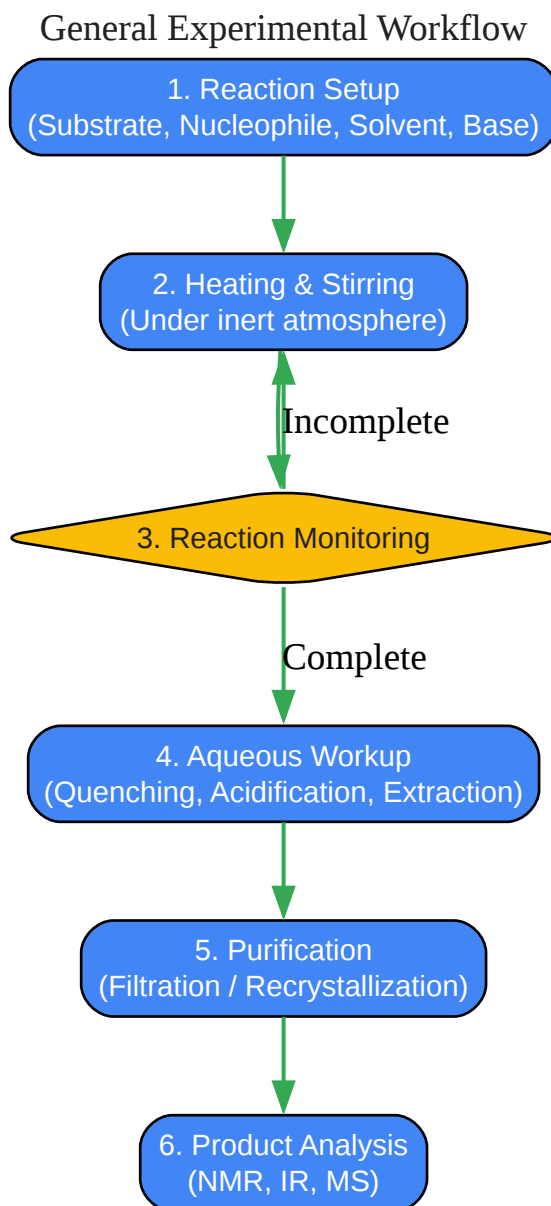 General Experimental Workflow
1. Reaction Setup
(Substrate, Nucleophile, Solvent, Base)
2. Heating & Stirring
(Under inert atmosphere)
Incomplete
3. Reaction Monitoring
Complete
4. Aqueous Workup
(Quenching, Acidification, Extraction)
5. Purification
(Filtration / Recrystallization)
6. Product Analysis
(NMR, IR, MS)